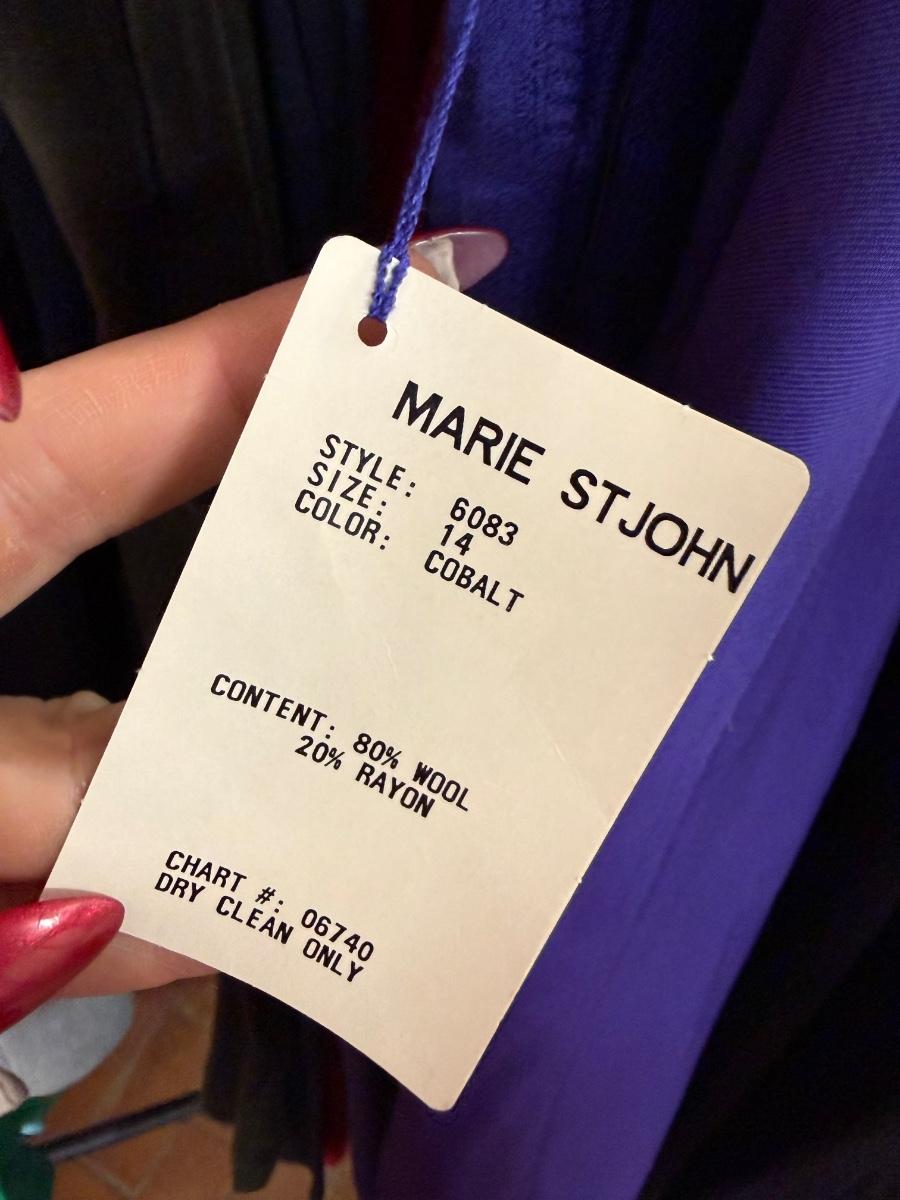 MARIE STJOHN
STYLE: 6083
SIZE: 14
COLOR: COBALT
CONTENT: 80% WOOL
20% RAYON
CHART #: 06740
DRY CLEAN ONLY